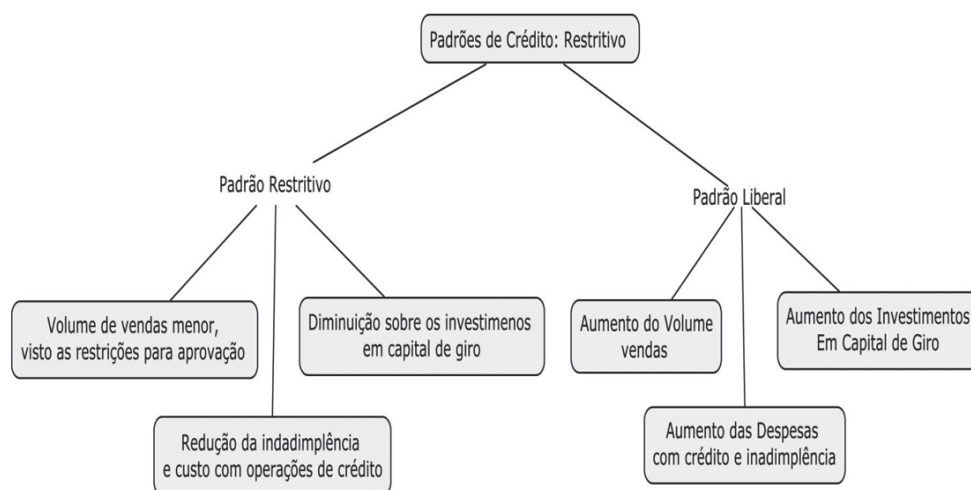 Padrões de Crédito: Restritivo
Padrão Restritivo
Padrão Liberal
Volume de vendas menor,
visto as restrições para aprovação
Diminuição sobre os investimenos
em capital de giro
Redução da indadimplência
e custo com operações de crédito
Aumento do Volume
vendas
Aumento dos Investimentos
Em Capital de Giro
Aumento das Despesas
com crédito e inadimplência